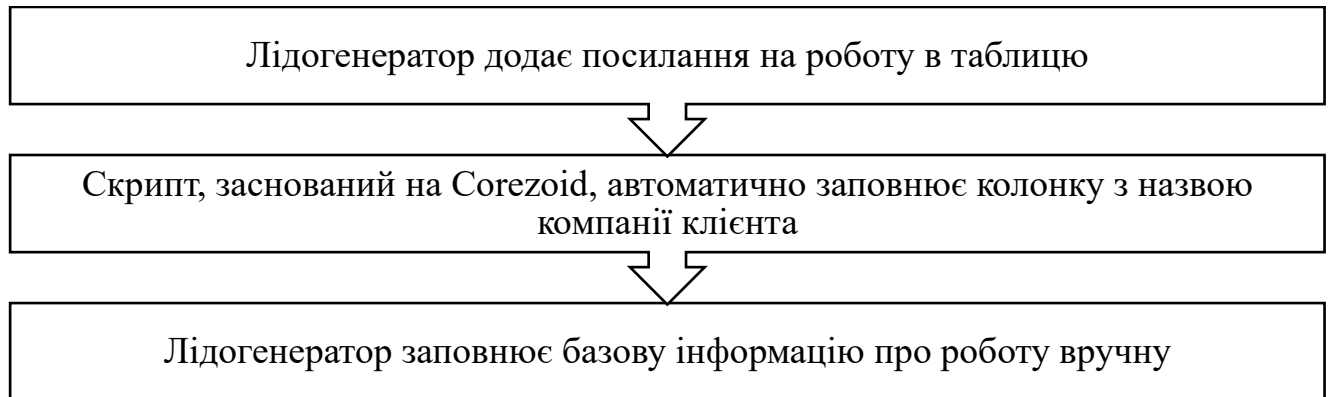 Лідогенератор додає посилання на роботу в таблицю
Скрипт, заснований на Corezoid, автоматично заповнює колонку з назвою
компанії клієнта
Лідогенератор заповнює базову інформацію про роботу вручну